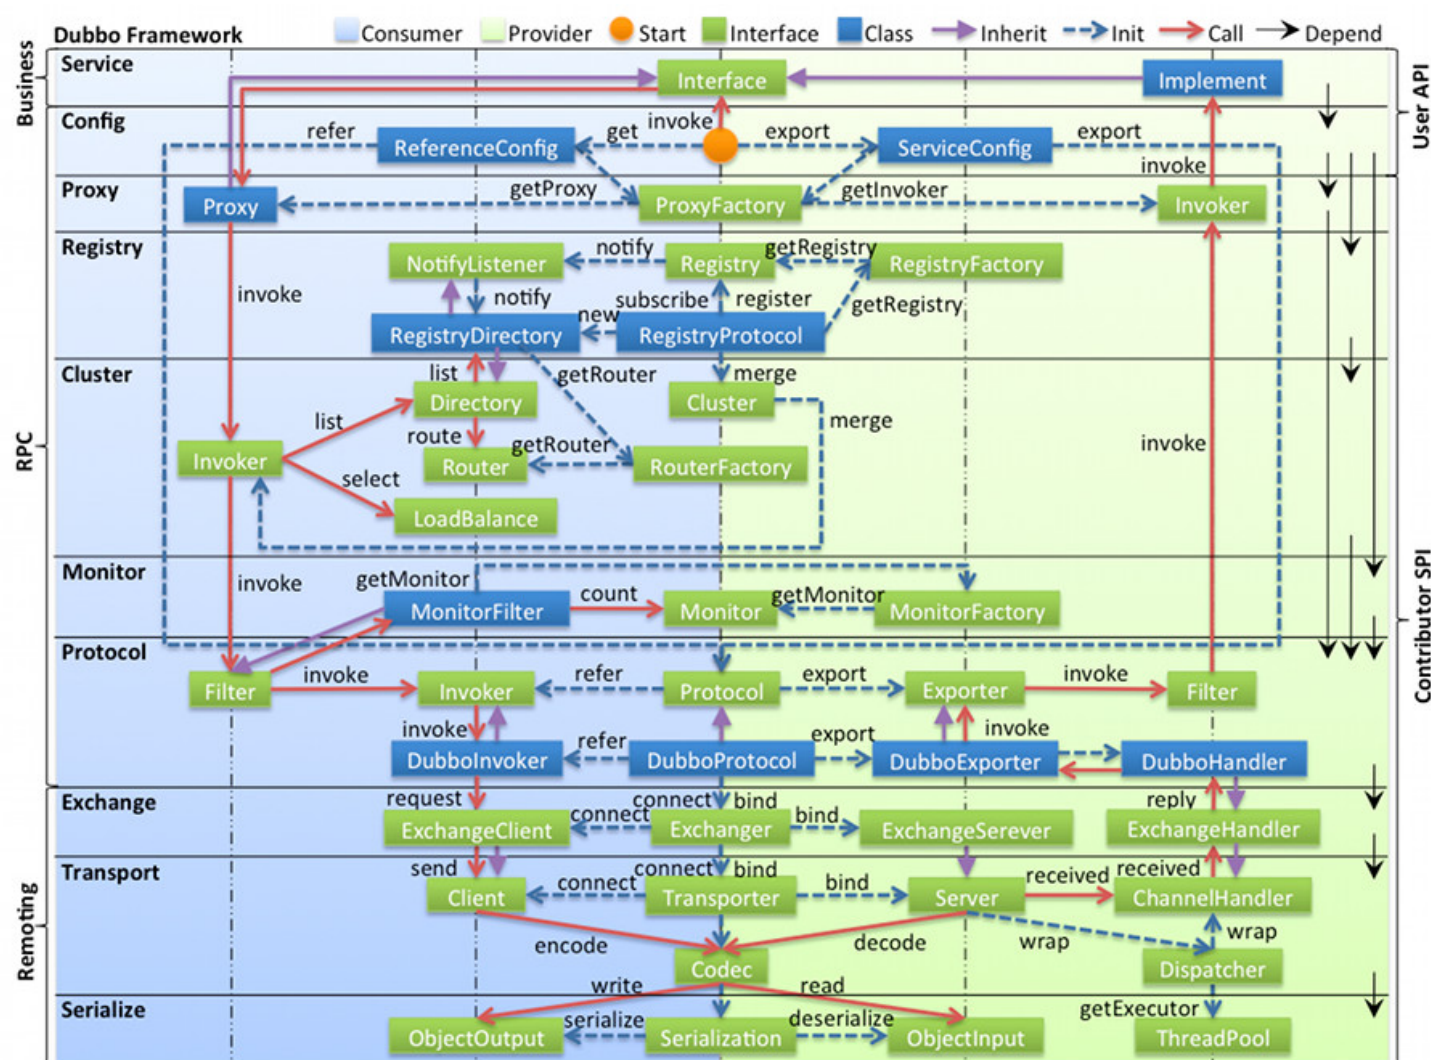 Dubbo Framework
Consumer Provider Start Interface Class Inherit Init Call Depend
Business
RPC
Remoting
User API
Contributor SPI
Service
Interface Implement
Config
refer ReferenceConfig get invoke export ServiceConfig export
invoke
Proxy
Proxy getProxy ProxyFactory getInvoker Invoker
Registry
NotifyListener notify Registry getRegistry RegistryFactory
invoke notify subscribe register getRegistry
RegistryDirectory new RegistryProtocol
Cluster
list getRouter merge
list Directory Cluster merge
route getRouter invoke
Invoker Router RouterFactory
select
LoadBalance
Monitor
invoke getMonitor
MonitorFilter count Monitor getMonitor MonitorFactory
Protocol
Filter invoke Invoker refer Protocol export Exporter invoke Filter
invoke refer export invoke
DubboInvoker DubboProtocol DubboExporter DubboHandler
Exchange
request connect bind reply
ExchangeClient connect Exchanger bind ExchangeSerever ExchangeHandler
Transport
send connect bind received received
Client connect Transporter bind Server ChannelHandler
encode decode wrap wrap
Codec Dispatcher
write read
Serialize
getExecutor
ObjectOutput serialize Serialization deserialize ObjectInput ThreadPool